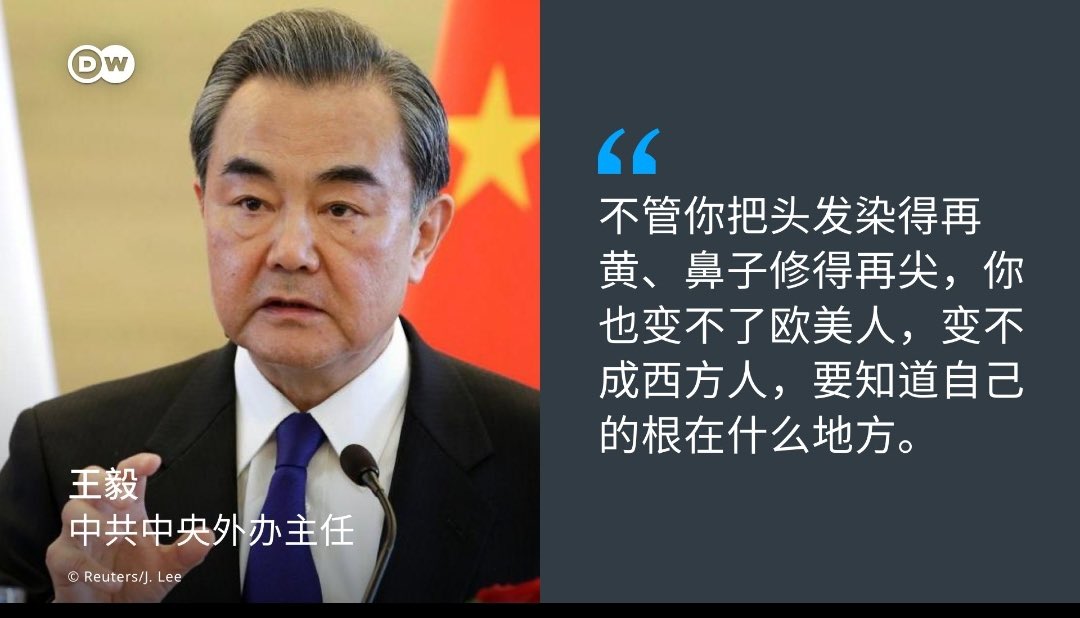 DW
王毅
中共中央外办主任
© Reuters/J. Lee
“
不管你把头发染得再
黄、鼻子修得再尖，你
也变不了欧美人，变不
成西方人，要知道自己
的根在什么地方。